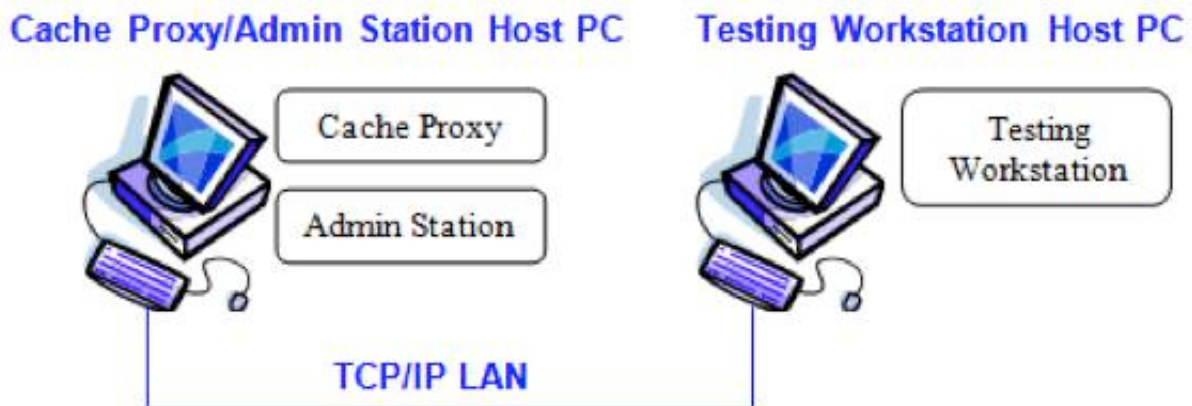 Cache Proxy/Admin Station Host PC
Testing Workstation Host PC
Cache Proxy
Admin Station
Testing
Workstation
TCP/IP LAN